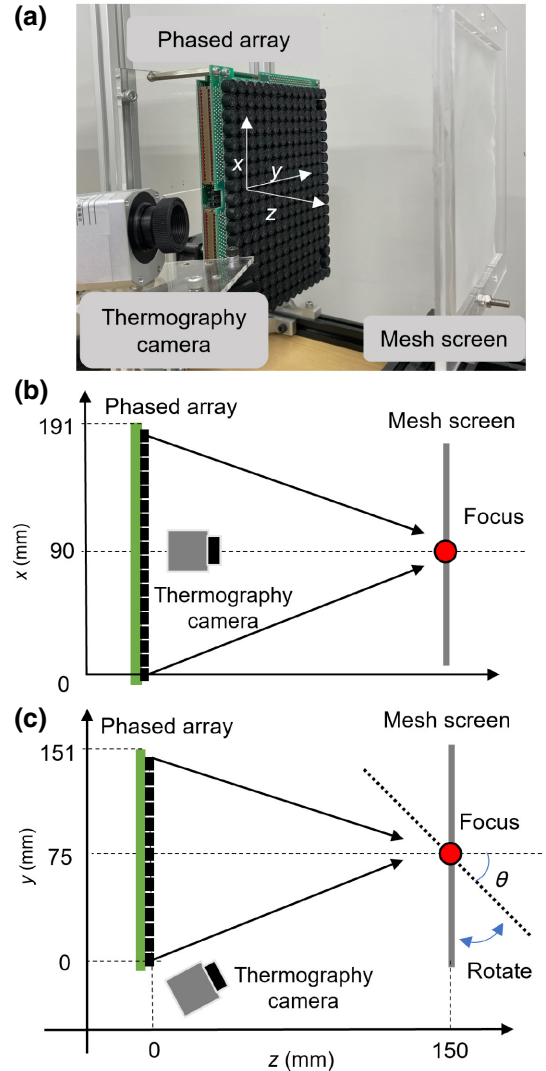 (a)
Phased array
x
y
z
Thermography
camera
Mesh screen
(b)
Phased array
Mesh screen
191
Focus
90
x (mm)
Thermography
camera
0
(c)
Phased array
Mesh screen
151
Focus
75
y (mm)
θ
0
Thermography
camera
Rotate
0
150
z (mm)